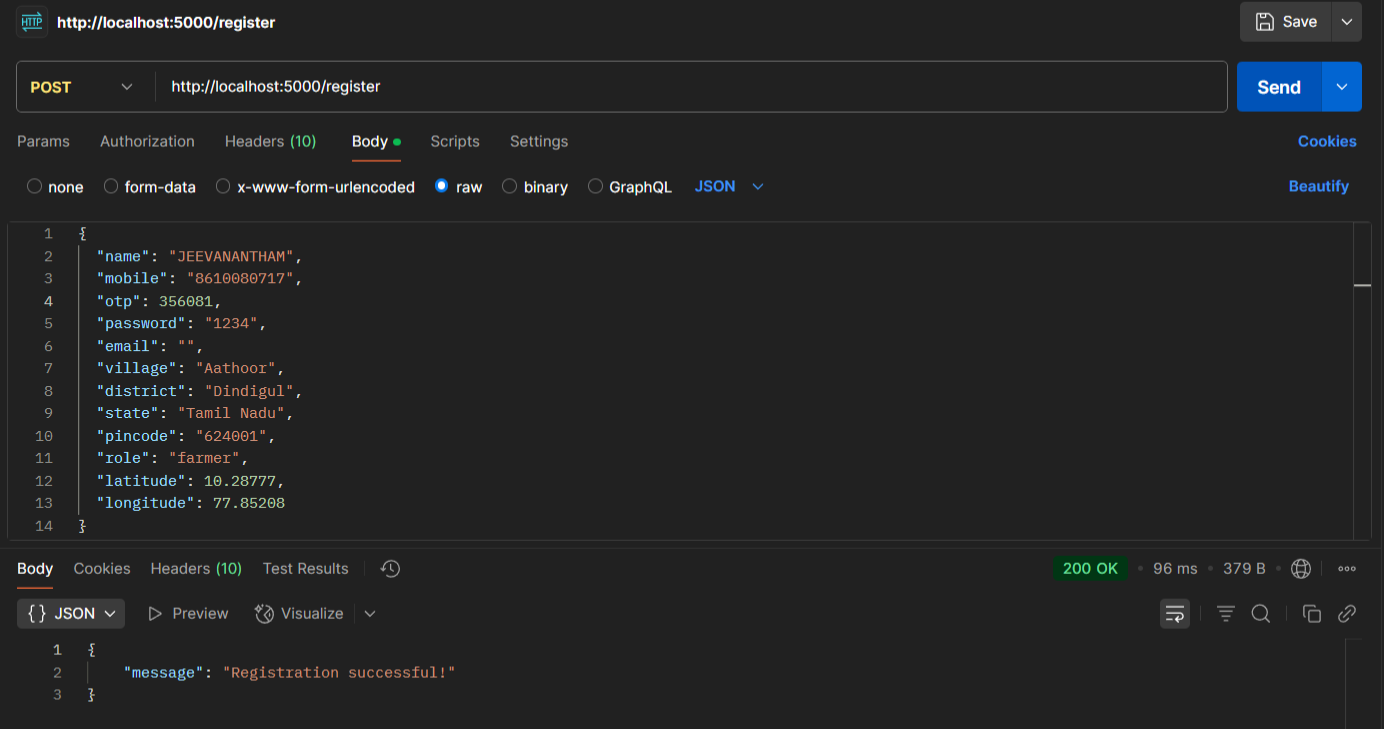 HTTP http://localhost:5000/register Save
POST http://localhost:5000/register Send
Params Authorization Headers (10) Body Scripts Settings Cookies
none form-data x-www-form-urlencoded raw binary GraphQL JSON Beautify
1 {
2 "name": "JEEVANANTHAM",
3 "mobile": "8610080717",
4 "otp": 356081,
5 "password": "1234",
6 "email": "",
7 "village": "Aathoor",
8 "district": "Dindigul",
9 "state": "Tamil Nadu",
10 "pincode": "624001",
11 "role": "farmer",
12 "latitude": 10.28777,
13 "longitude": 77.85208
14 }
Body Cookies Headers (10) Test Results 200 OK • 96 ms • 379 B •
{} JSON Preview Visualize
1 {
2 "message": "Registration successful!"
3 }